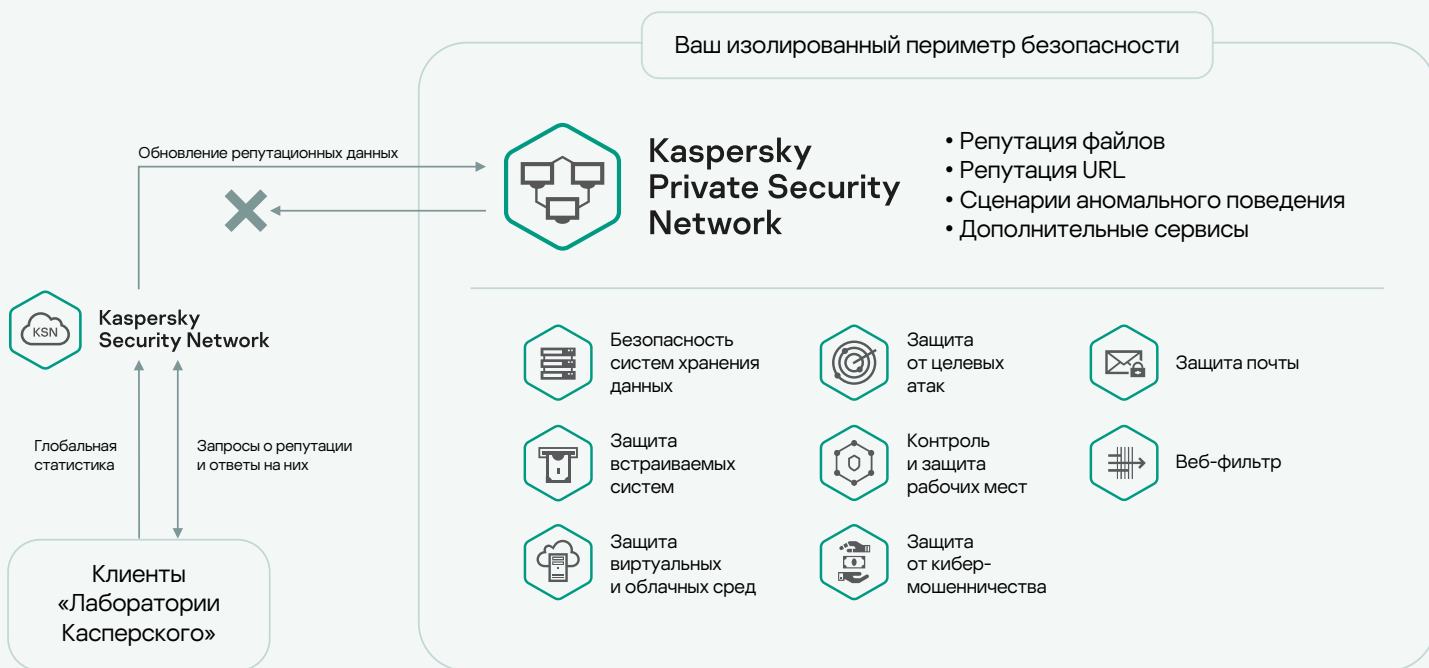 Ваш изолированный периметр безопасности
Обновление репутационных данных
Kaspersky
Private Security
Network
• Репутация файлов
• Репутация URL
• Сценарии аномального поведения
• Дополнительные сервисы
KSN
Kaspersky
Security Network
Глобальная
статистика
Запросы о репутации
и ответы на них
Клиенты
«Лаборатории
Касперского»
Безопасность
систем хранения
данных
Защита
от целевых
атак
Защита почты
Защита
встраиваемых
систем
Контроль
и защита
рабочих мест
Веб-фильтр
Защита
виртуальных
и облачных сред
Защита
от кибер-
мошенничества